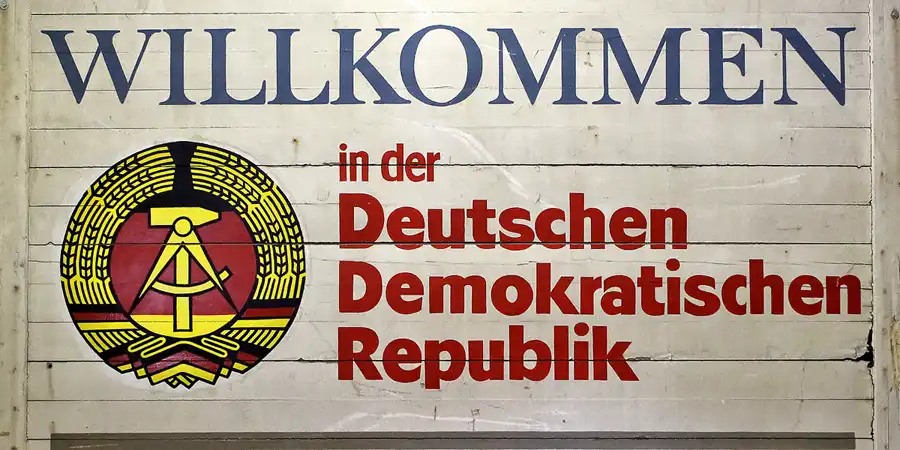 WILLKOMMEN
in der
Deutschen
Demokratischen
Republik